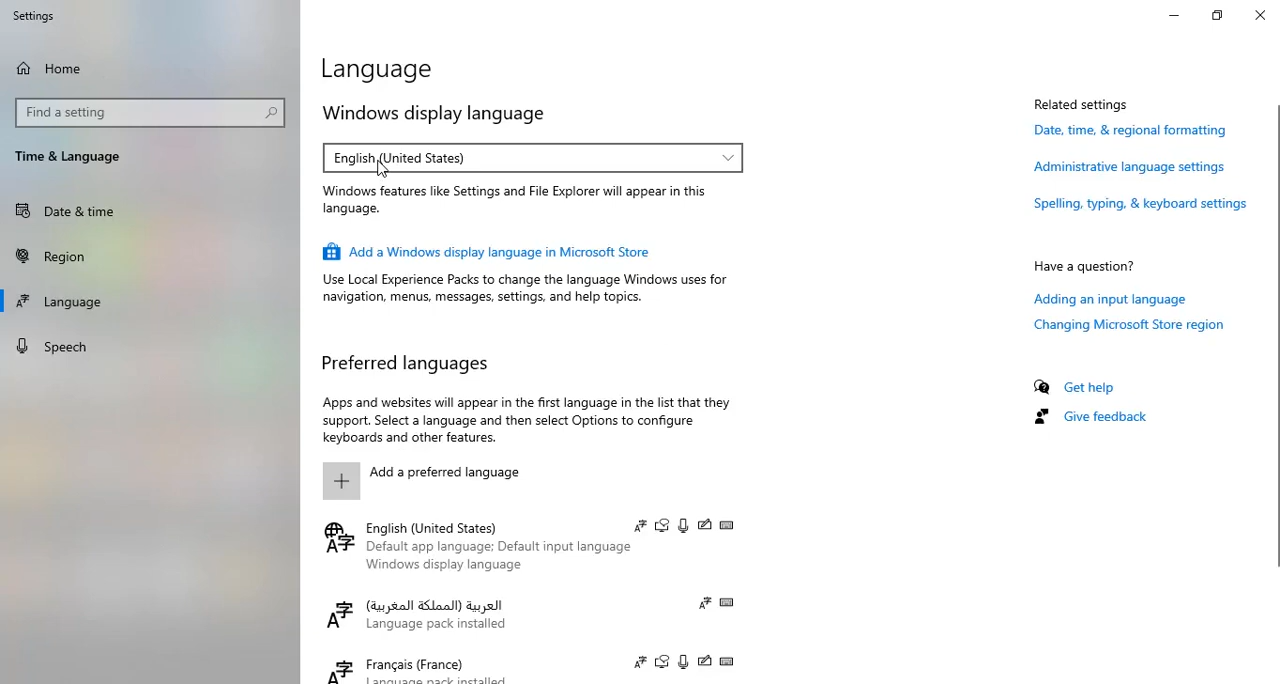 Settings
Home
Find a setting
Time & Language
Date & time
Region
Language
Speech
Language
Windows display language
English (United States)
Windows features like Settings and File Explorer will appear in this
language.
Add a Windows display language in Microsoft Store
Use Local Experience Packs to change the language Windows uses for
navigation, menus, messages, settings, and help topics.
Preferred languages
Apps and websites will appear in the first language in the list that they
support. Select a language and then select Options to configure
keyboards and other features.
Add a preferred language
English (United States)
Default app language; Default input language
Windows display language
العربية (المملكة المغربية)
Language pack installed
Français (France)
Language pack installed
Related settings
Date, time, & regional formatting
Administrative language settings
Spelling, typing, & keyboard settings
Have a question?
Adding an input language
Changing Microsoft Store region
Get help
Give feedback